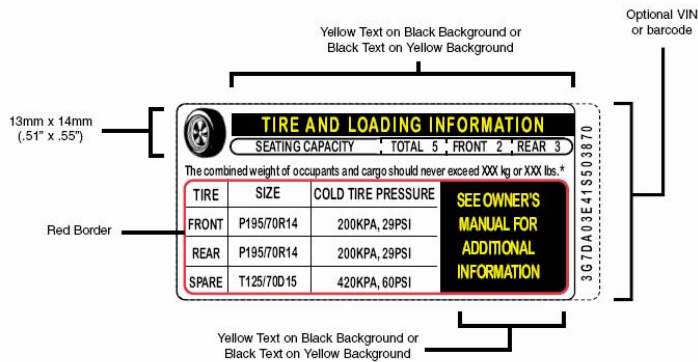 Optional VIN
or barcode
Yellow Text on Black Background or
Black Text on Yellow Background
13mm x 14mm
(.51" x .55")
TIRE AND LOADING INFORMATION
SEATING CAPACITY TOTAL 5 FRONT 2 REAR 3
The combined weight of occupants and cargo should never exceed XXX kg or XXX lbs.*
TIRE SIZE COLD TIRE PRESSURE
FRONT P195/70R14 200KPA, 29PSI
REAR P195/70R14 200KPA, 29PSI
SPARE T125/70D15 420KPA, 60PSI
SEE OWNER'S
MANUAL FOR
ADDITIONAL
INFORMATION
3G7DA03E41S503870
Red Border
Yellow Text on Black Background or
Black Text on Yellow Background